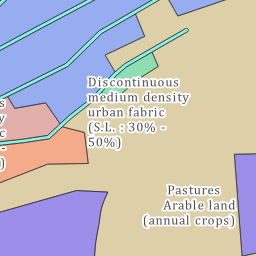 Discontinuous
medium density
urban fabric
(S.L. : 30% -
50%)
s
y
c
-
)
Pastures
Arable land
(annual crops)